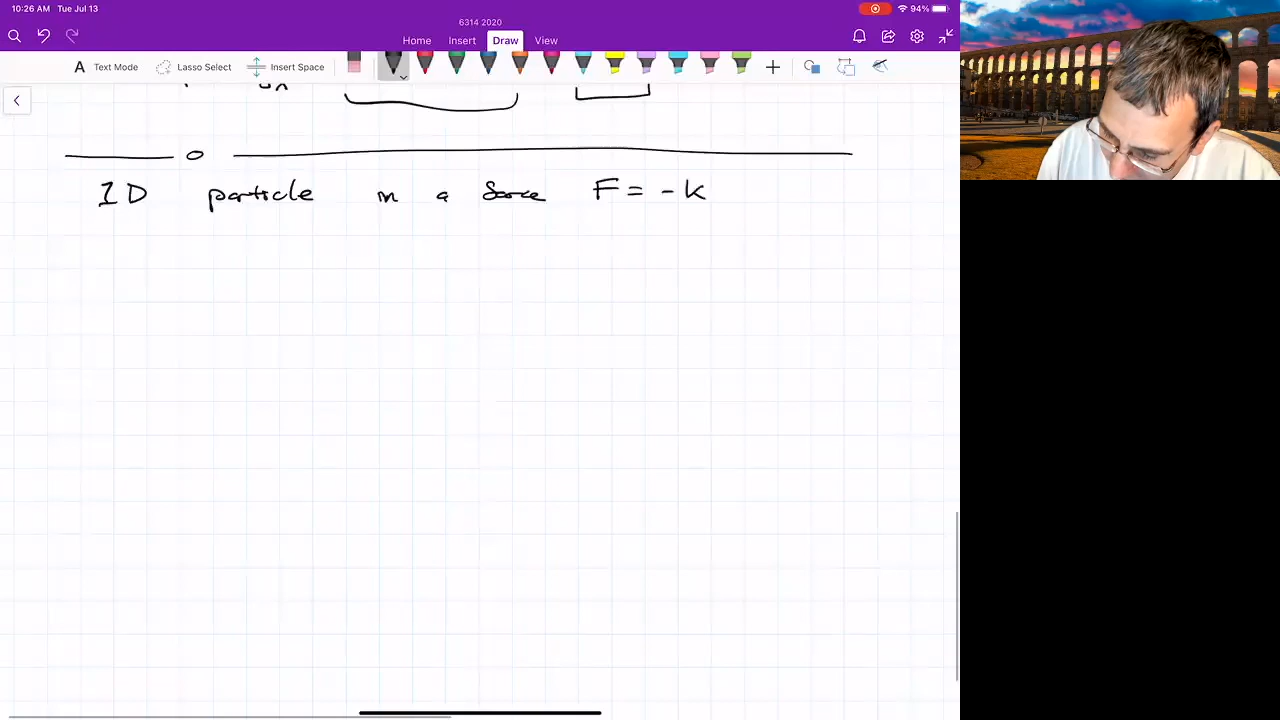 10:26 AM Tue Jul 13
94%
6314 2020
Home Insert Draw View
Text Mode Lasso Select Insert Space
1D particle in a force F = - k